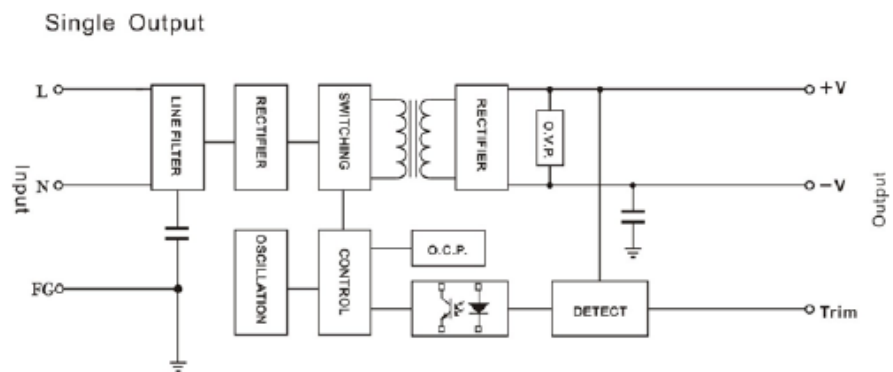 Single Output
L
N
Input
FG
LINE FILTER
RECTIFIER
SWITCHING
RECTIFIER
O.V.P.
+V
-V
Output
OSCILLATION
CONTROL
O.C.P.
DETECT
Trim